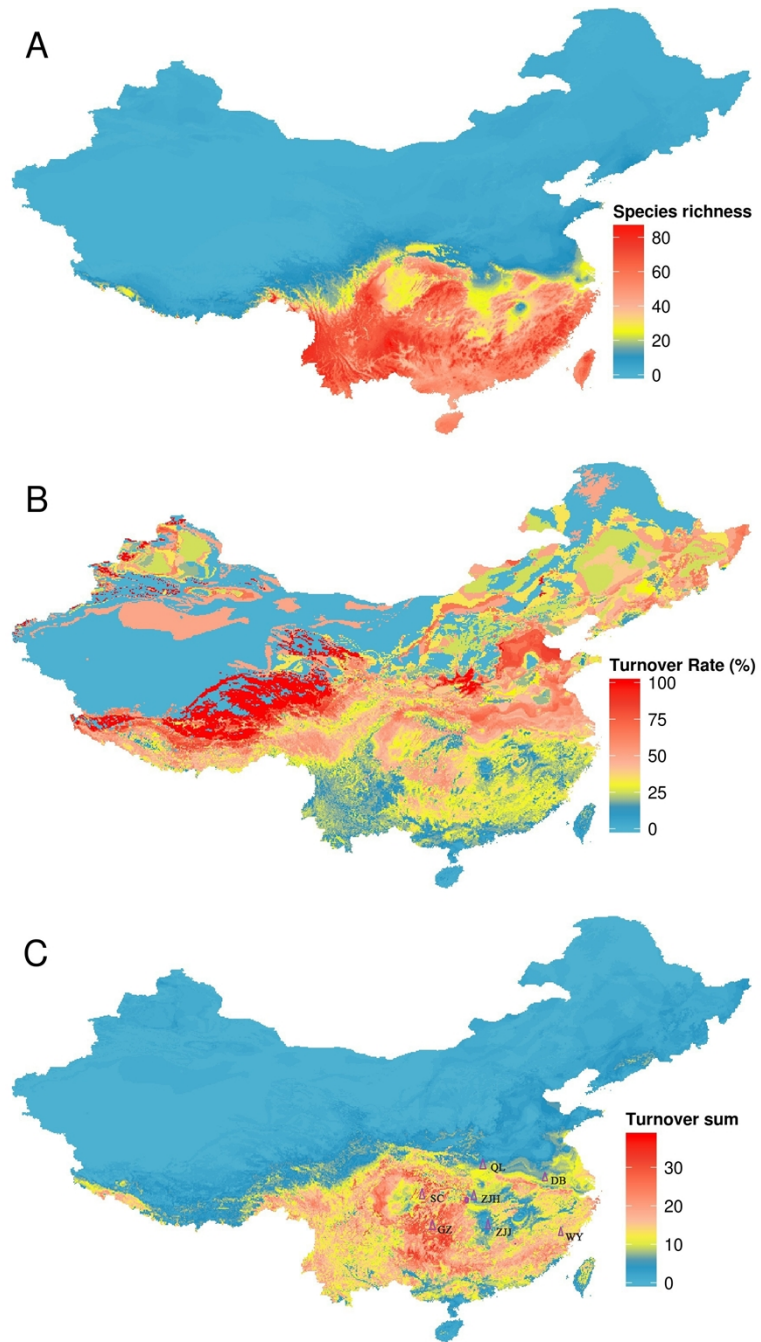 A
Species richness
80
60
40
20
0
B
Turnover Rate (%)
100
75
50
25
0
C
Turnover sum
30
20
10
0
QL
DB
SC
ZJH
GZ
ZJJ
WY